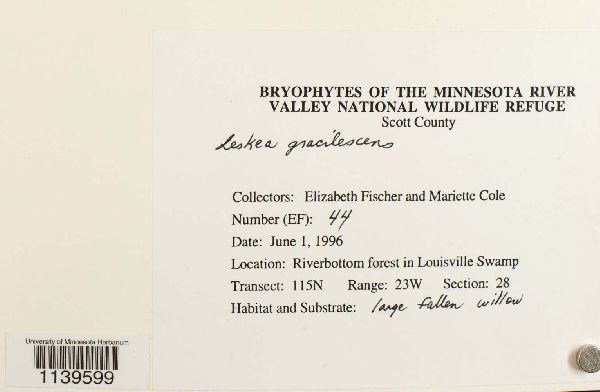 BRYOPHYTES OF THE MINNESOTA RIVER
VALLEY NATIONAL WILDLIFE REFUGE
Scott County
Leskea gracilescens
Collectors: Elizabeth Fischer and Mariette Cole
Number (EF): 44
Date: June 1, 1996
Location: Riverbottom forest in Louisville Swamp
Transect: 115N Range: 23W Section: 28
Habitat and Substrate: large fallen willow
University of Minnesota Herbarium
1139599